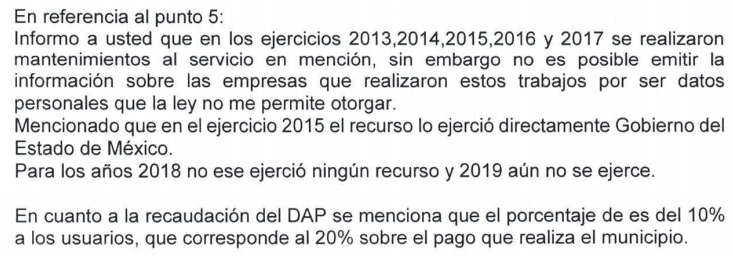 En referencia al punto 5:
Informo a usted que en los ejercicios 2013,2014,2015,2016 y 2017 se realizaron
mantenimientos al servicio en mención, sin embargo no es posible emitir la
información sobre las empresas que realizaron estos trabajos por ser datos
personales que la ley no me permite otorgar.
Mencionado que en el ejercicio 2015 el recurso lo ejerció directamente Gobierno del
Estado de México.
Para los años 2018 no ese ejerció ningún recurso y 2019 aún no se ejerce.
En cuanto a la recaudación del DAP se menciona que el porcentaje de es del 10%
a los usuarios, que corresponde al 20% sobre el pago que realiza el municipio.